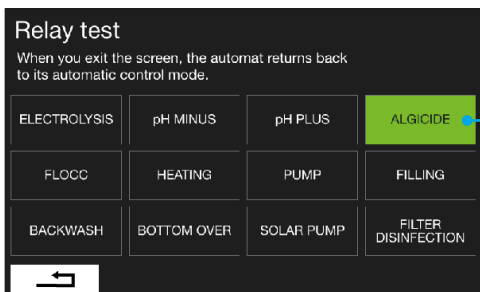 Relay test
When you exit the screen, the automat returns back
to its automatic control mode.
ELECTROLYSIS pH MINUS pH PLUS ALGICIDE
FLOCC HEATING PUMP FILLING
BACKWASH BOTTOM OVER SOLAR PUMP FILTER
DISINFECTION